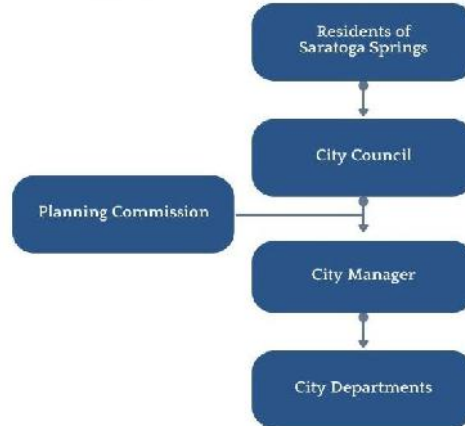 Residents of
Saratoga Springs
City Council
Planning Commission
City Manager
City Departments